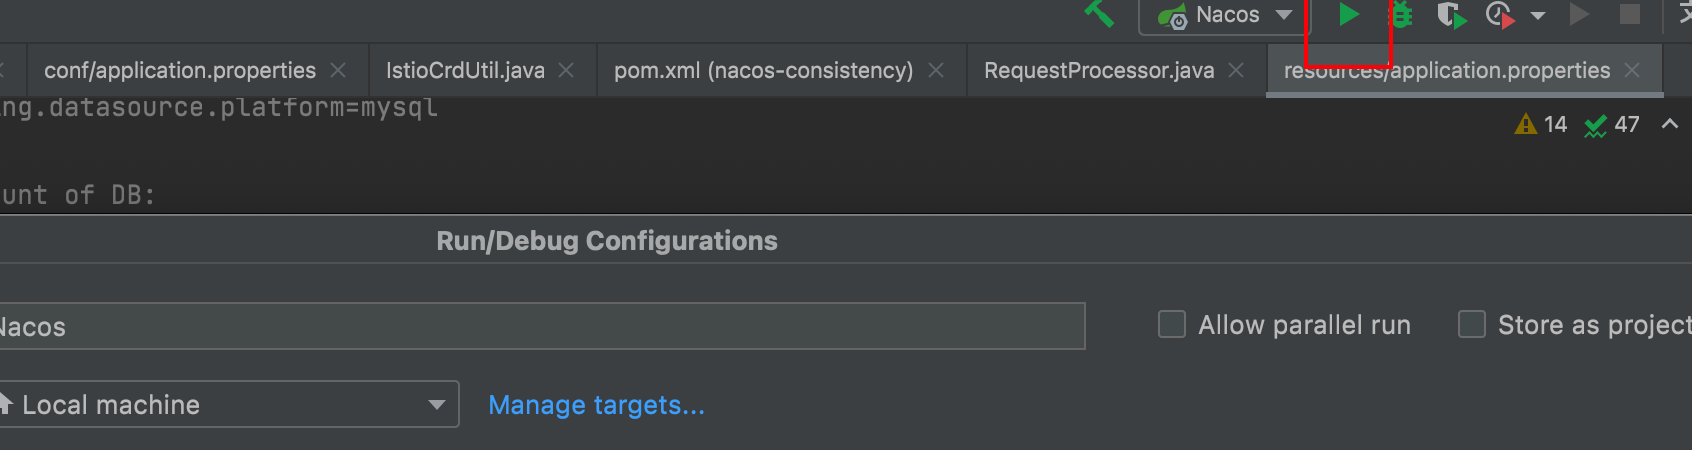 Nacos
conf/application.properties IstioCrdUtil.java pom.xml (nacos-consistency) RequestProcessor.java resources/application.properties
ng.datasource.platform=mysql
14 47
unt of DB:
Run/Debug Configurations
Nacos Allow parallel run Store as project
Local machine Manage targets...